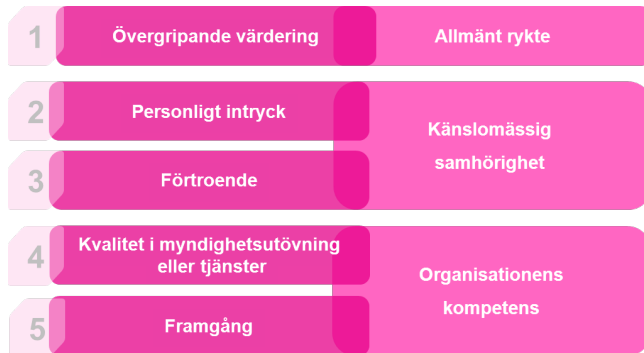 1
Övergripande värdering
Allmänt rykte
2
Personligt intryck
Känslomässig
samhörighet
3
Förtroende
4
Kvalitet i myndighetsutövning
eller tjänster
Organisationens
kompetens
5
Framgång